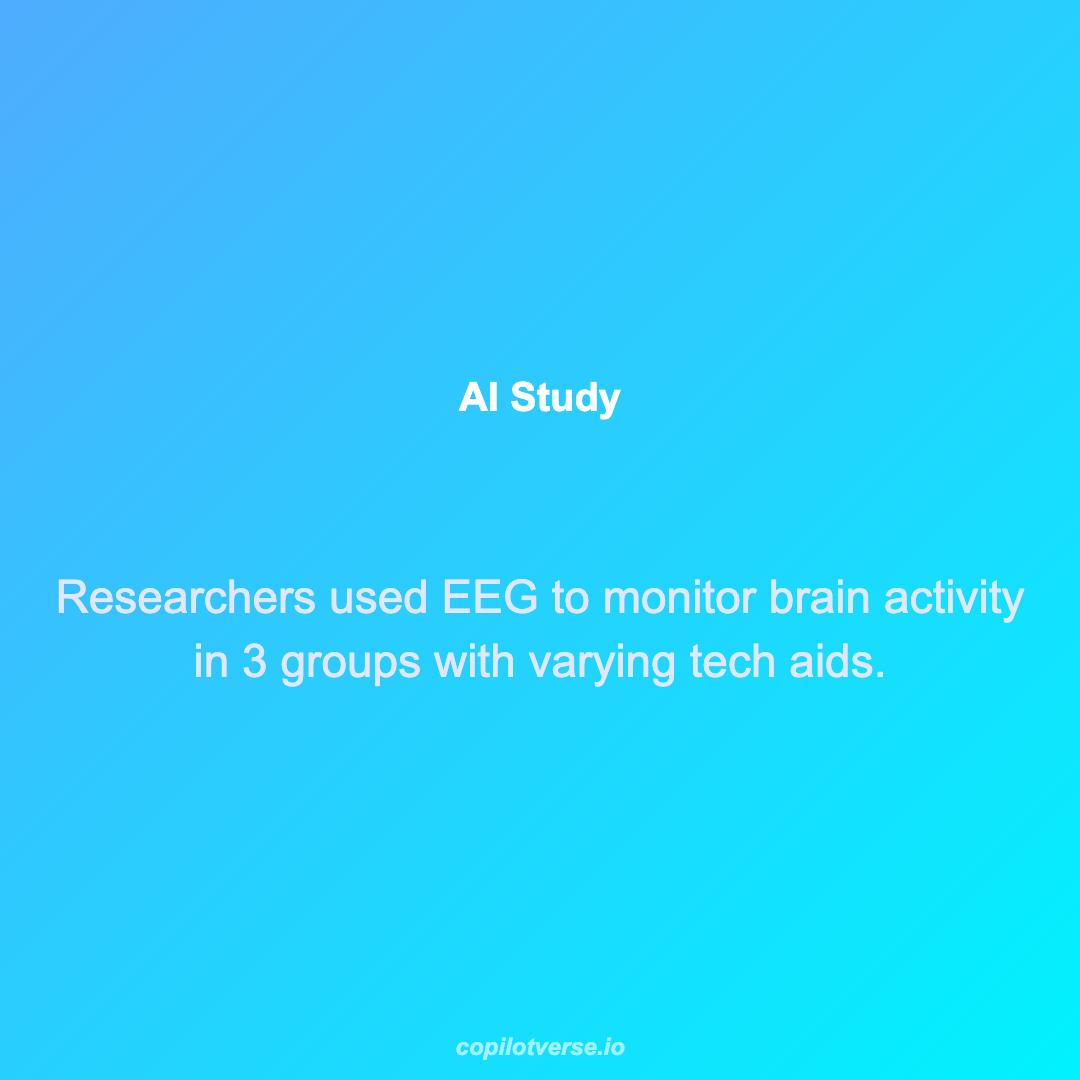 AI Study
Researchers used EEG to monitor brain activity
in 3 groups with varying tech aids.
copilotverse.io